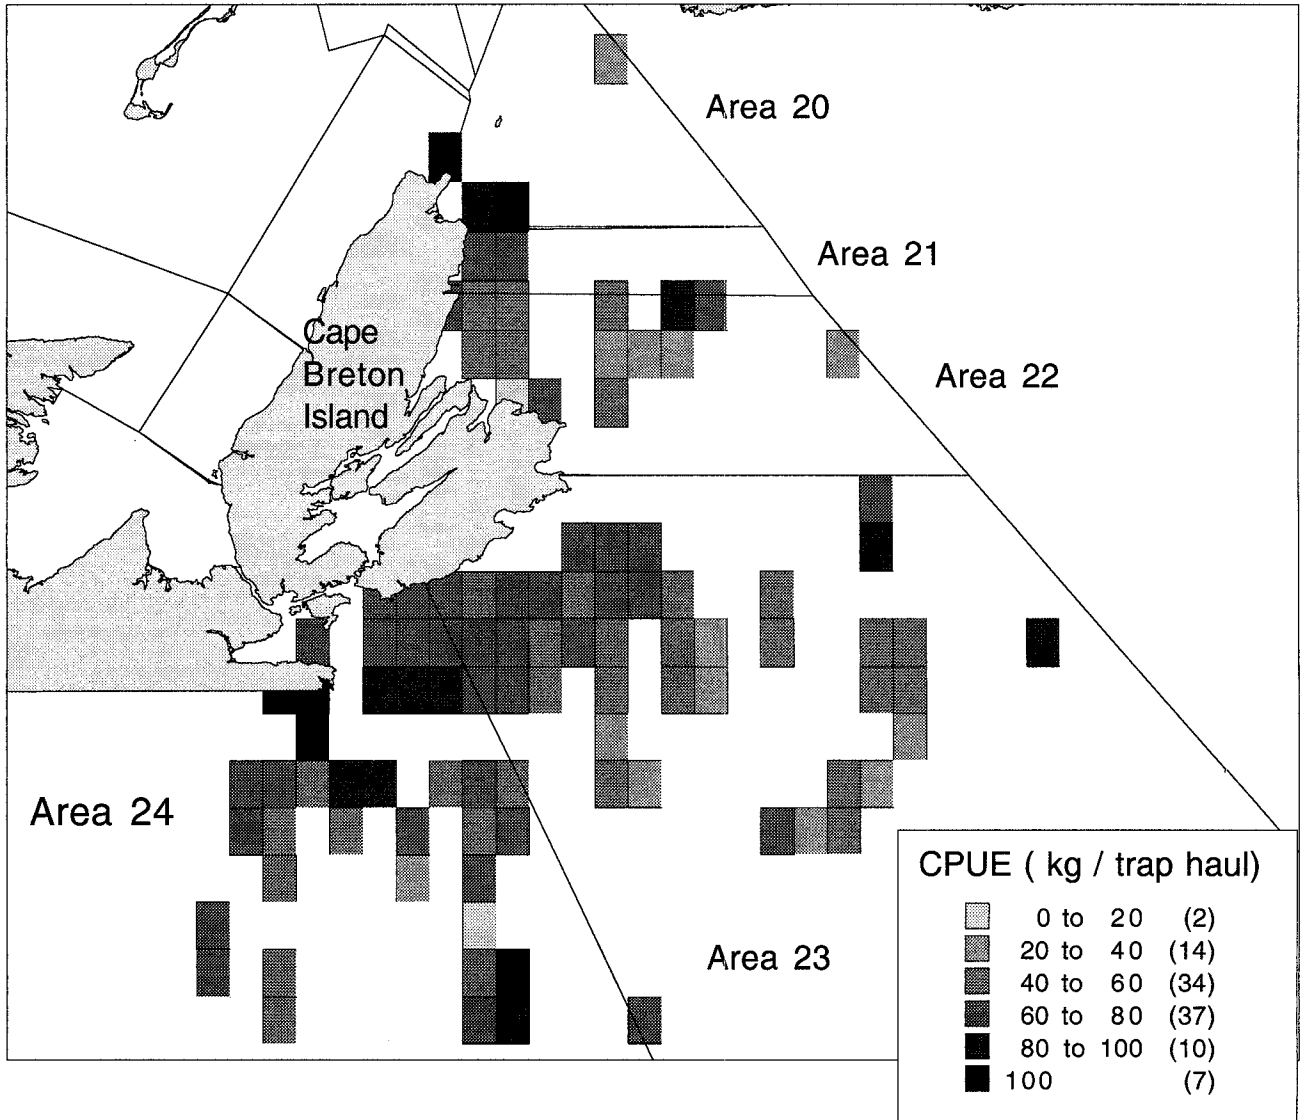 Area 20
Area 21
Cape
Breton
Island
Area 22
Area 24
Area 23
CPUE ( kg / trap haul)
0 to 20 (2)
20 to 40 (14)
40 to 60 (34)
60 to 80 (37)
80 to 100 (10)
100 (7)